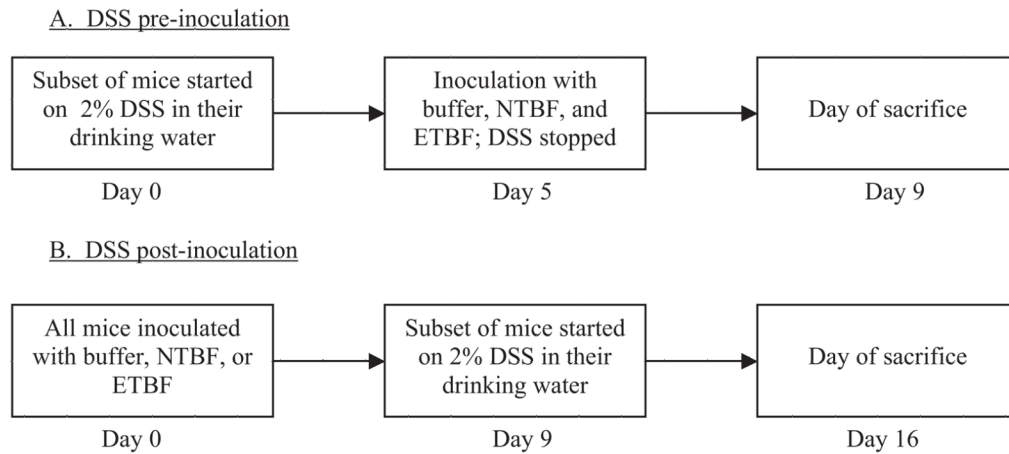 A. DSS pre-inoculation
Subset of mice started
on 2% DSS in their
drinking water
Inoculation with
buffer, NTBF, and
ETBF; DSS stopped
Day of sacrifice
Day 0
Day 5
Day 9
B. DSS post-inoculation
All mice inoculated
with buffer, NTBF, or
ETBF
Subset of mice started
on 2% DSS in their
drinking water
Day of sacrifice
Day 0
Day 9
Day 16